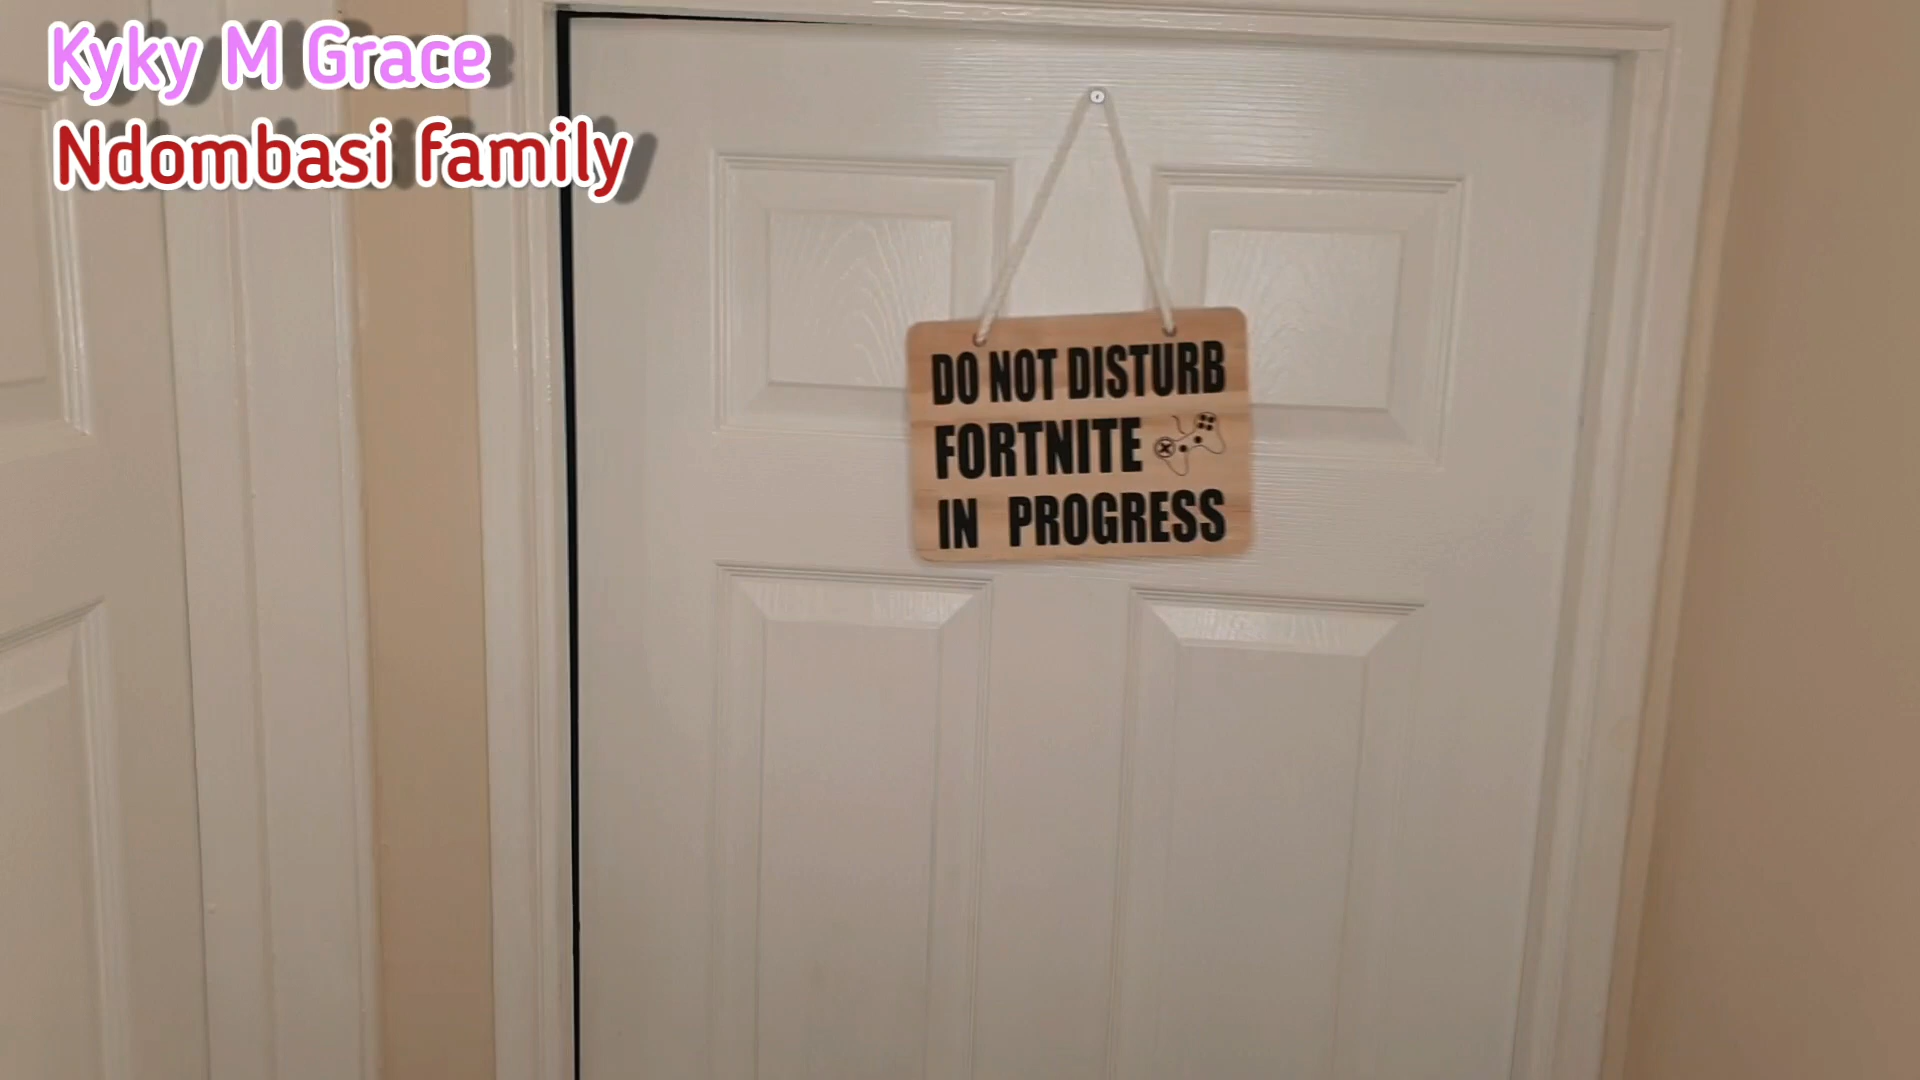 Kyky M Grace
Ndombasi family
DO NOT DISTURB
FORTNITE
IN PROGRESS